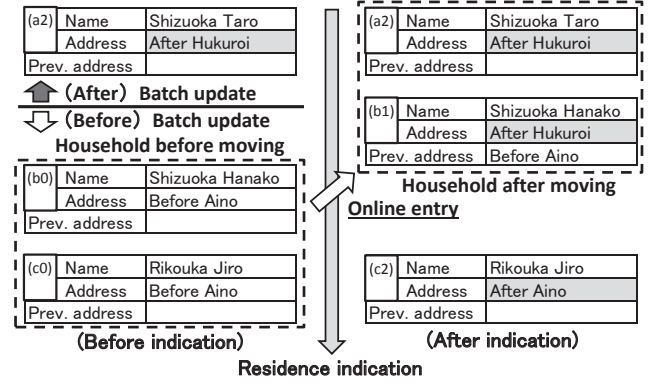 (a2) Name Shizuoka Taro
Address After Hukuroi
Prev. address
(After) Batch update
(Before) Batch update
Household before moving
(b0) Name Shizuoka Hanako
Address Before Aino
Prev. address
(c0) Name Rikouka Jiro
Address Before Aino
Prev. address
(Before indication)
(a2) Name Shizuoka Taro
Address After Hukuroi
Prev. address
(b1) Name Shizuoka Hanako
Address After Hukuroi
Prev. address Before Aino
Household after moving
Online entry
(c2) Name Rikouka Jiro
Address After Aino
Prev. address
(After indication)
Residence indication